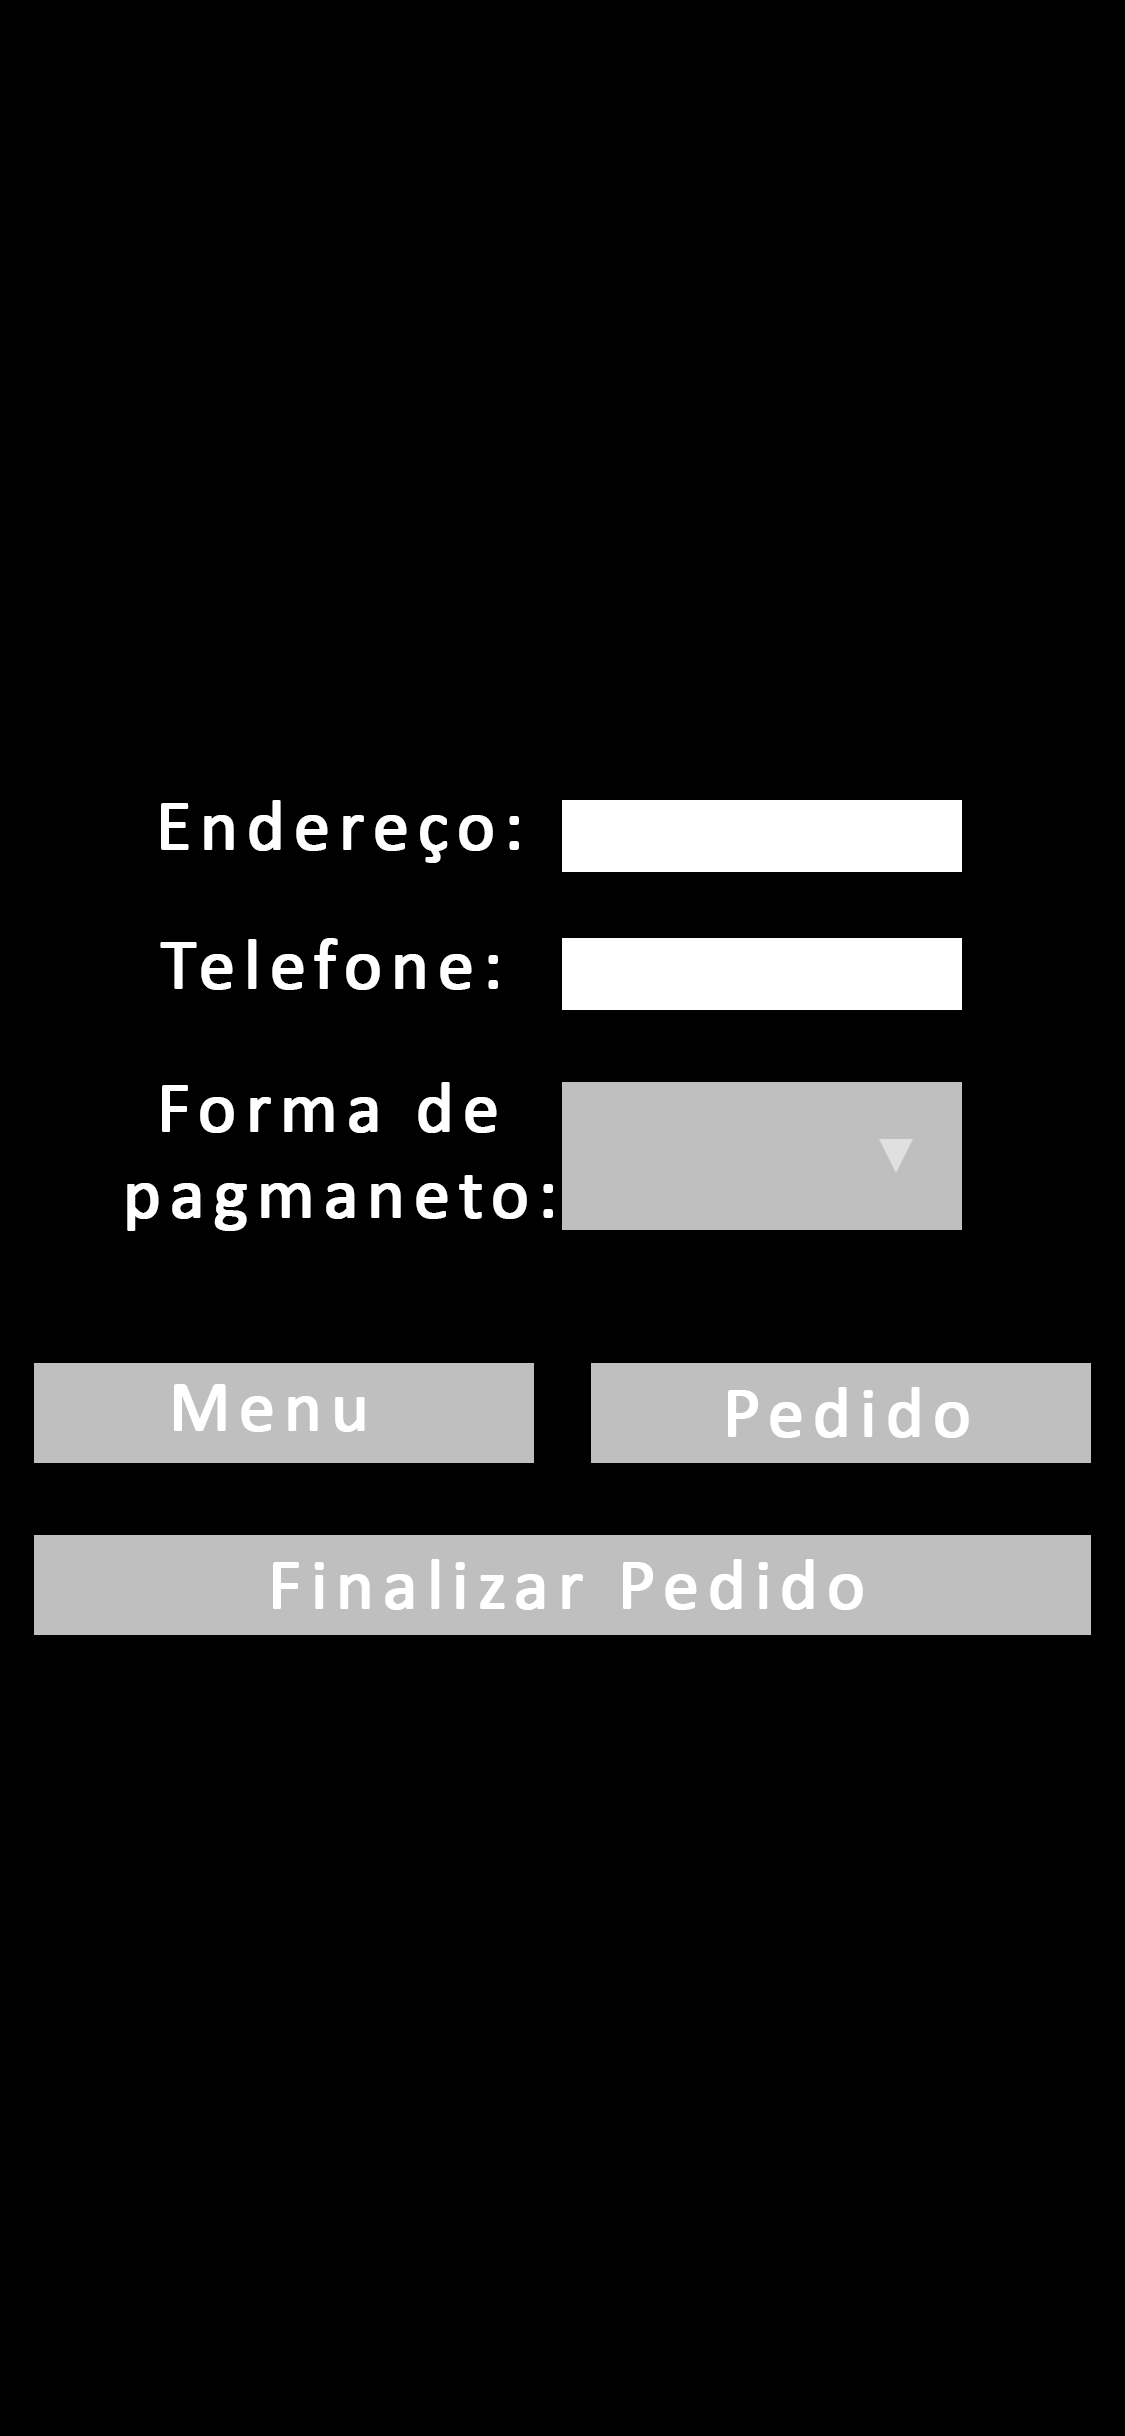 Endereço:
Telefone:
Forma de
pagmaneto:
Menu
Pedido
Finalizar Pedido